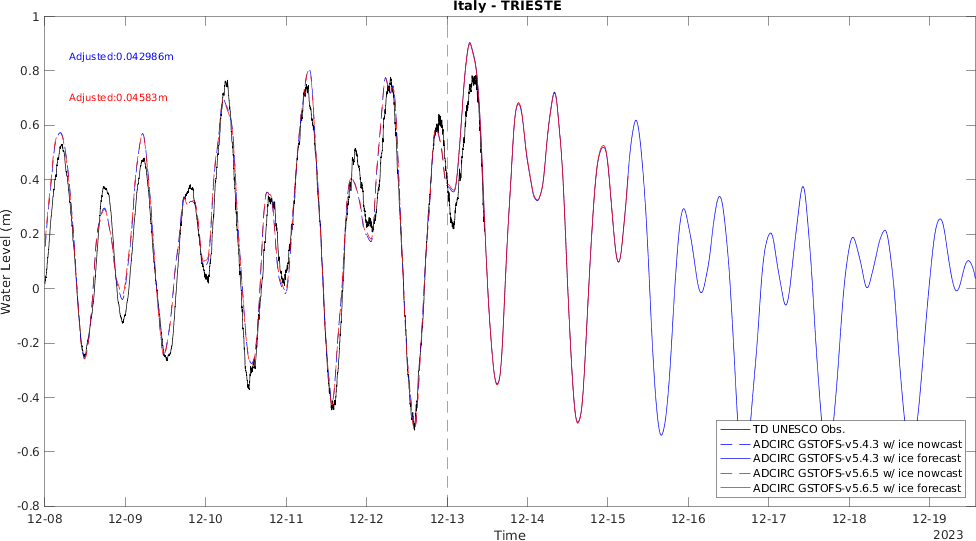 Italy - TRIESTE
Adjusted:0.042986m
Adjusted:0.04583m
Water Level (m)
1
0.8
0.6
0.4
0.2
0
-0.2
-0.4
-0.6
-0.8
TD UNESCO Obs.
ADCIRC GSTOFS-v5.4.3 w/ ice nowcast
ADCIRC GSTOFS-v5.4.3 w/ ice forecast
ADCIRC GSTOFS-v5.6.5 w/ ice nowcast
ADCIRC GSTOFS-v5.6.5 w/ ice forecast
12-08 12-09 12-10 12-11 12-12 12-13 12-14 12-15 12-16 12-17 12-18 12-19
Time
2023